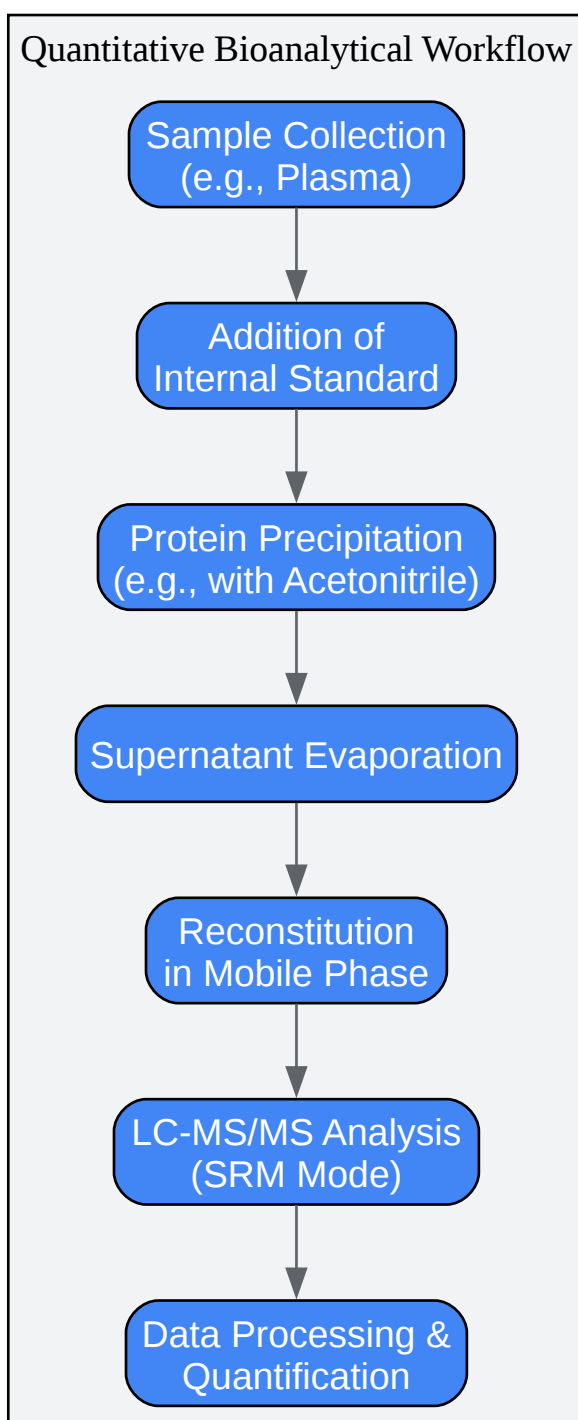 Quantitative Bioanalytical Workflow
Sample Collection
(e.g., Plasma)
Addition of
Internal Standard
Protein Precipitation
(e.g., with Acetonitrile)
Supernatant Evaporation
Reconstitution
in Mobile Phase
LC-MS/MS Analysis
(SRM Mode)
Data Processing &
Quantification